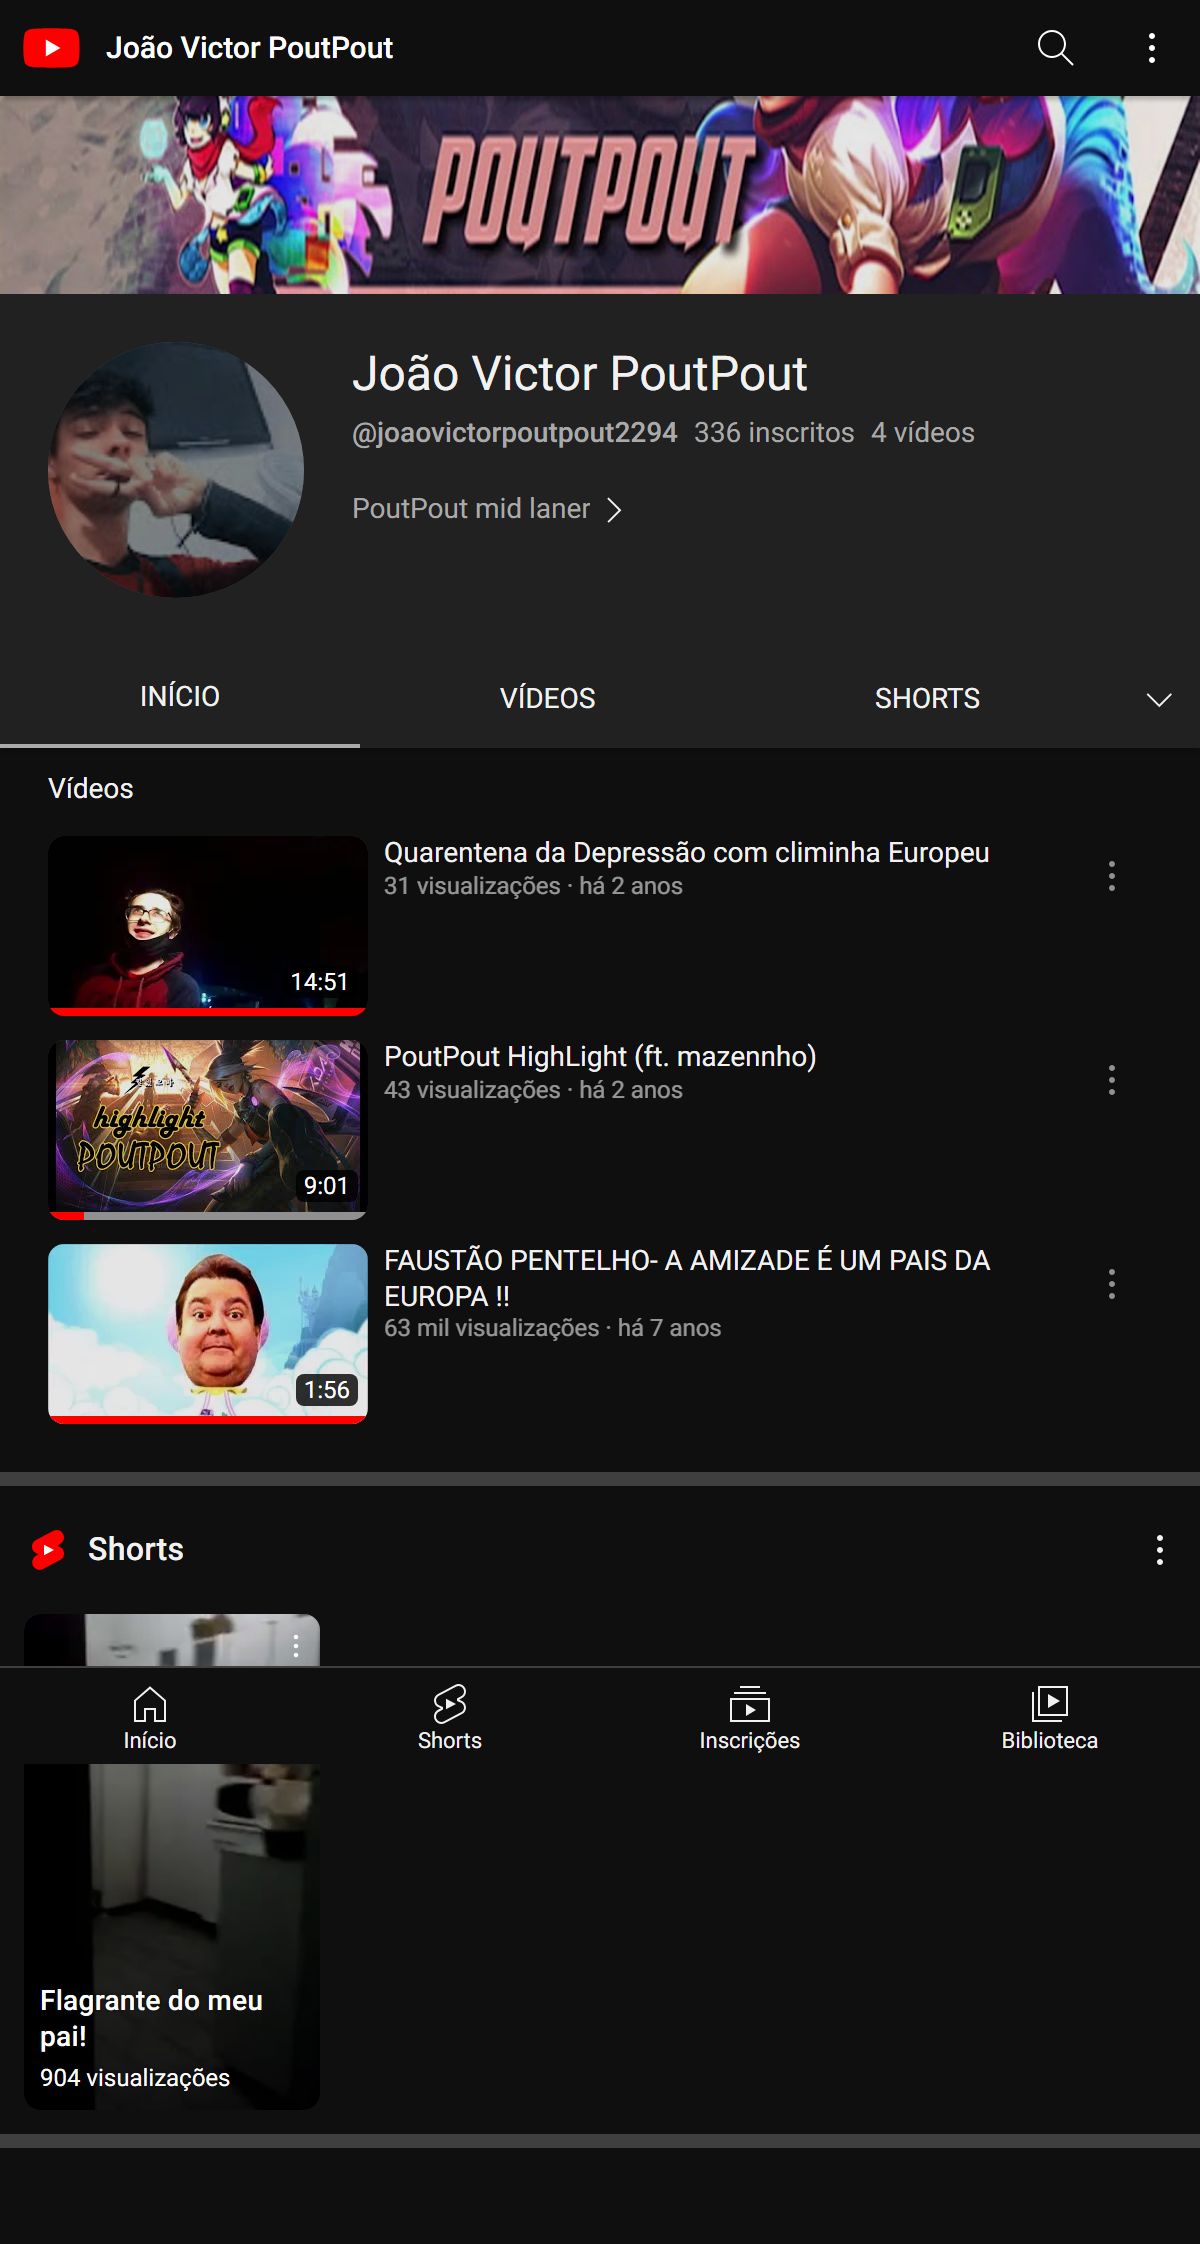 João Victor PoutPout
POUTPOUT
João Victor PoutPout
@joaovictorpoutpout2294 336 inscritos 4 vídeos
PoutPout mid laner
INÍCIO VÍDEOS SHORTS
Vídeos
Quarentena da Depressão com climinha Europeu
31 visualizações · há 2 anos
14:51
PoutPout HighLight (ft. mazennho)
43 visualizações · há 2 anos
highlight
POUTPOUT
9:01
FAUSTÃO PENTELHO- A AMIZADE É UM PAIS DA
EUROPA !!
63 mil visualizações · há 7 anos
1:56
Shorts
Início Shorts Inscrições Biblioteca
Flagrante do meu
pai!
904 visualizações